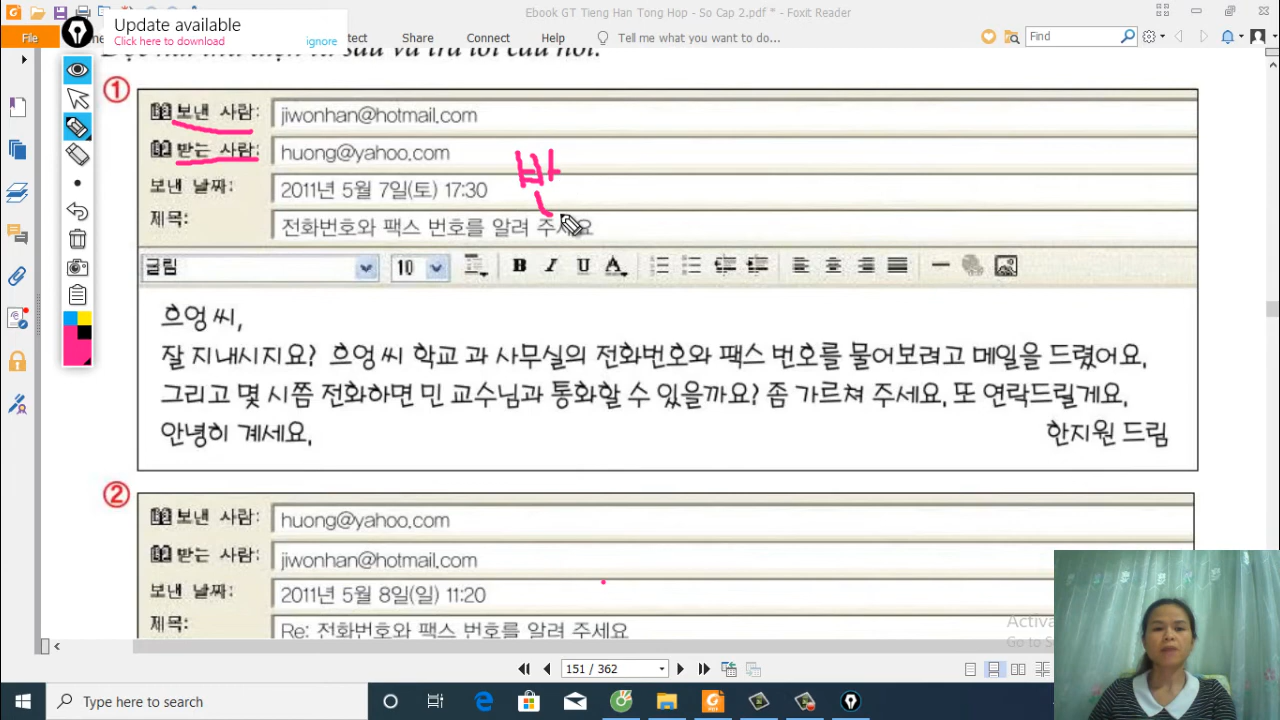 Ebook GT Tieng Han Tong Hop - So Cap 2.pdf * - Foxit Reader
File
Update available
Click here to download
ignore
Share
Connect
Help
Tell me what you want to do...
Find
①
보낸 사람:
jiwonhan@hotmail.com
받는 사람:
huong@yahoo.com
보낸 날짜:
2011년 5월 7일(토) 17:30
제목:
전화번호와 팩스 번호를 알려 주세요
바
굴림
10
B I U A
흐엉 씨,
잘 지내시지요? 흐엉 씨 학교 과 사무실의 전화번호와 팩스 번호를 물어보려고 메일을 드렸어요.
그리고 몇 시쯤 전화하면 민 교수님과 통화할 수 있을까요? 좀 가르쳐 주세요. 또 연락드릴게요.
안녕히 계세요.
한지원 드림
②
보낸 사람:
huong@yahoo.com
받는 사람:
jiwonhan@hotmail.com
보낸 날짜:
2011년 5월 8일(일) 11:20
제목:
Re: 전화번호와 팩스 번호를 알려 주세요
151 / 362
Type here to search